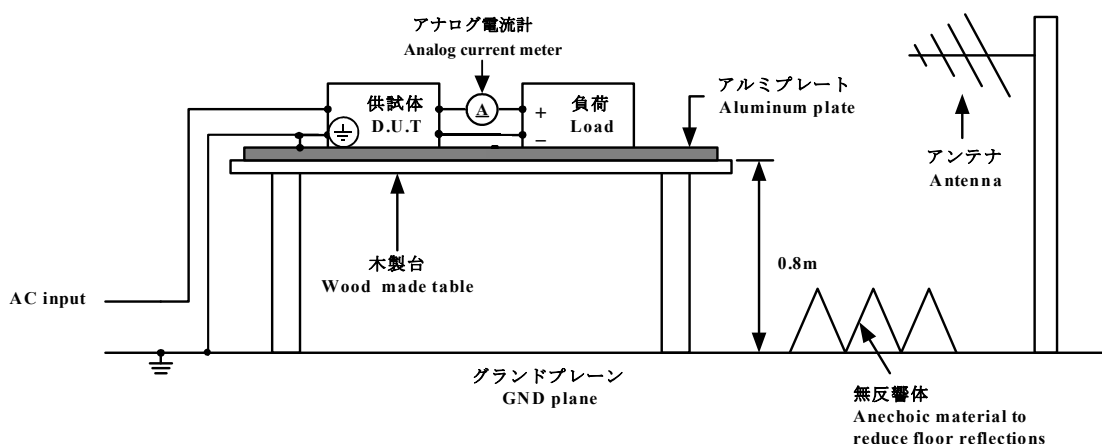 アナログ電流計
Analog current meter
供試体
D.U.T
A
負荷
Load
+
−
アルミプレート
Aluminum plate
アンテナ
Antenna
木製台
Wood made table
0.8m
AC input
グランドプレーン
GND plane
無反響体
Anechoic material to
reduce floor reflections